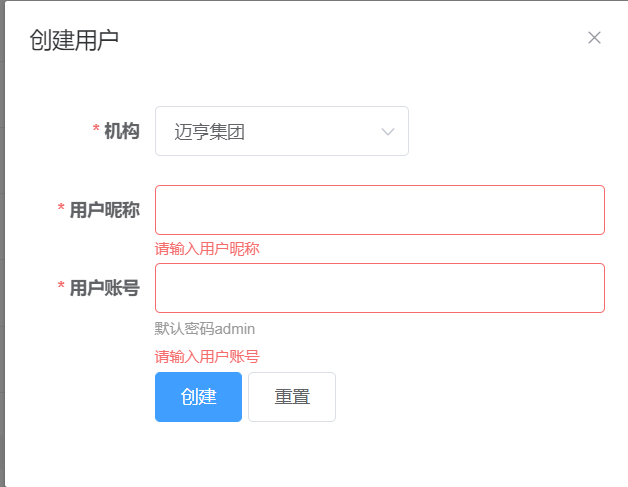 创建用户
* 机构
迈亨集团
* 用户昵称
请输入用户昵称
* 用户账号
默认密码admin
请输入用户账号
创建 重置